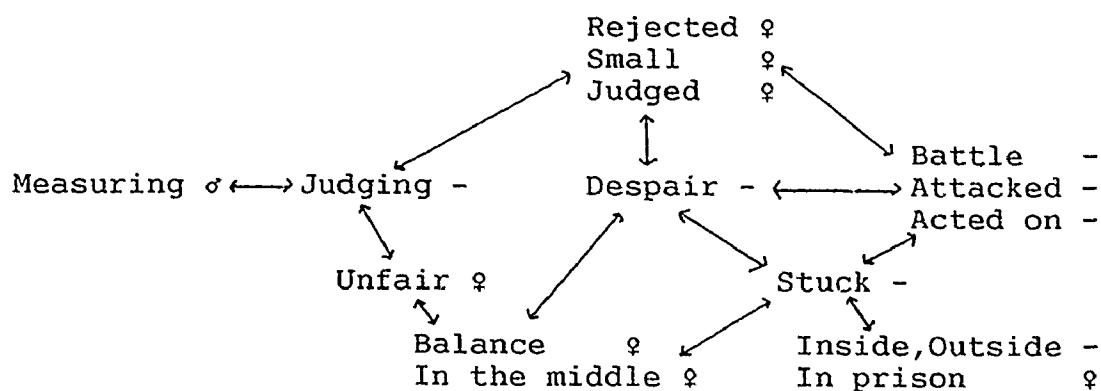 Rejected ♀
Small ♀
Judged ♀
Battle -
Measuring ♂ Judging - Despair - Attacked -
Acted on -
Unfair ♀ Stuck -
Balance ♀ Inside,Outside -
In the middle ♀ In prison ♀